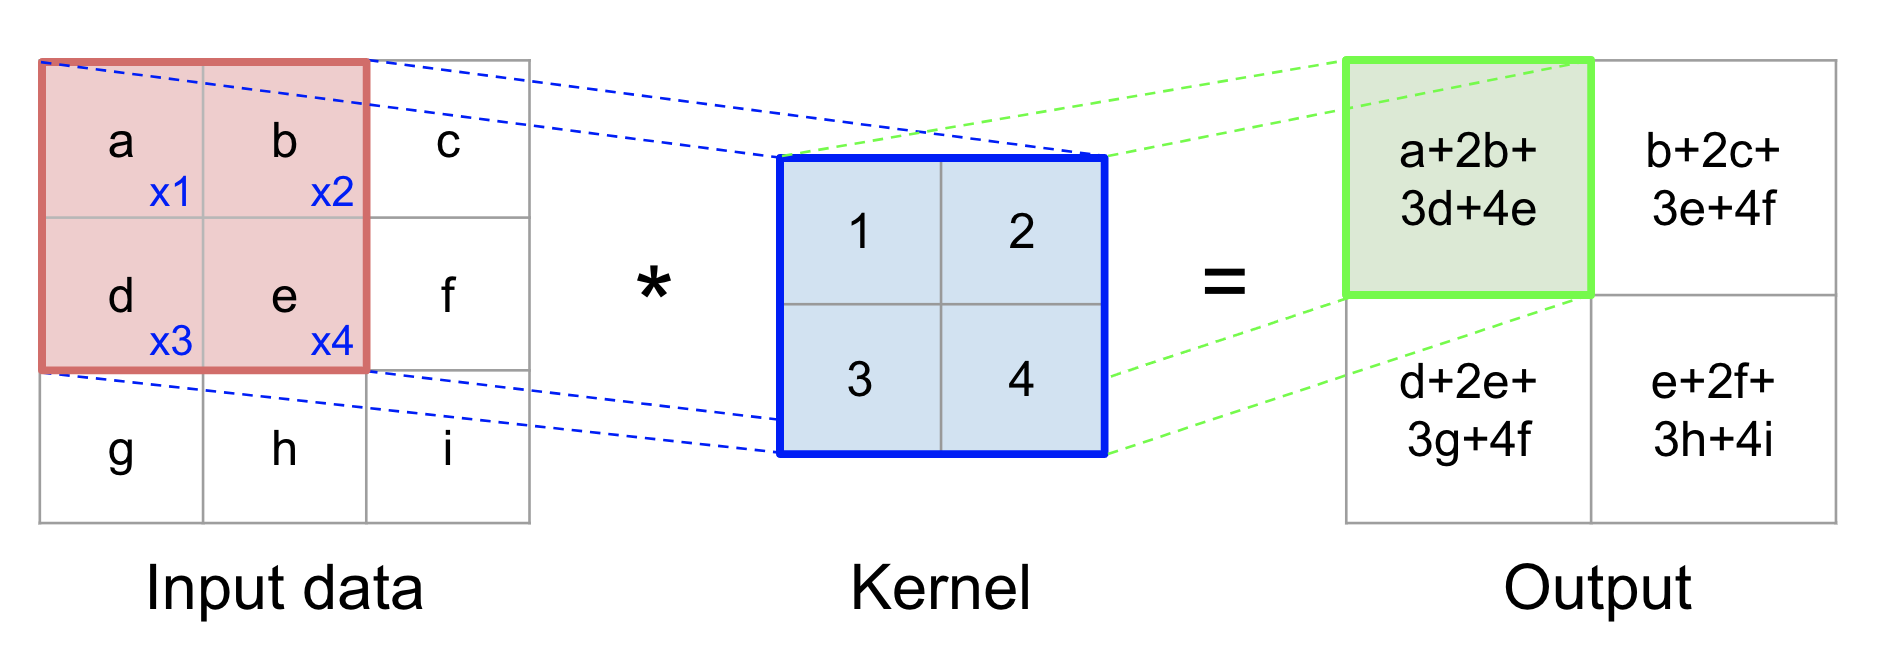 a b c
x1 x2
d e f
x3 x4
g h i
*
1 2
3 4
=
a+2b+
3d+4e
b+2c+
3e+4f
d+2e+
3g+4f
e+2f+
3h+4i
Input data
Kernel
Output